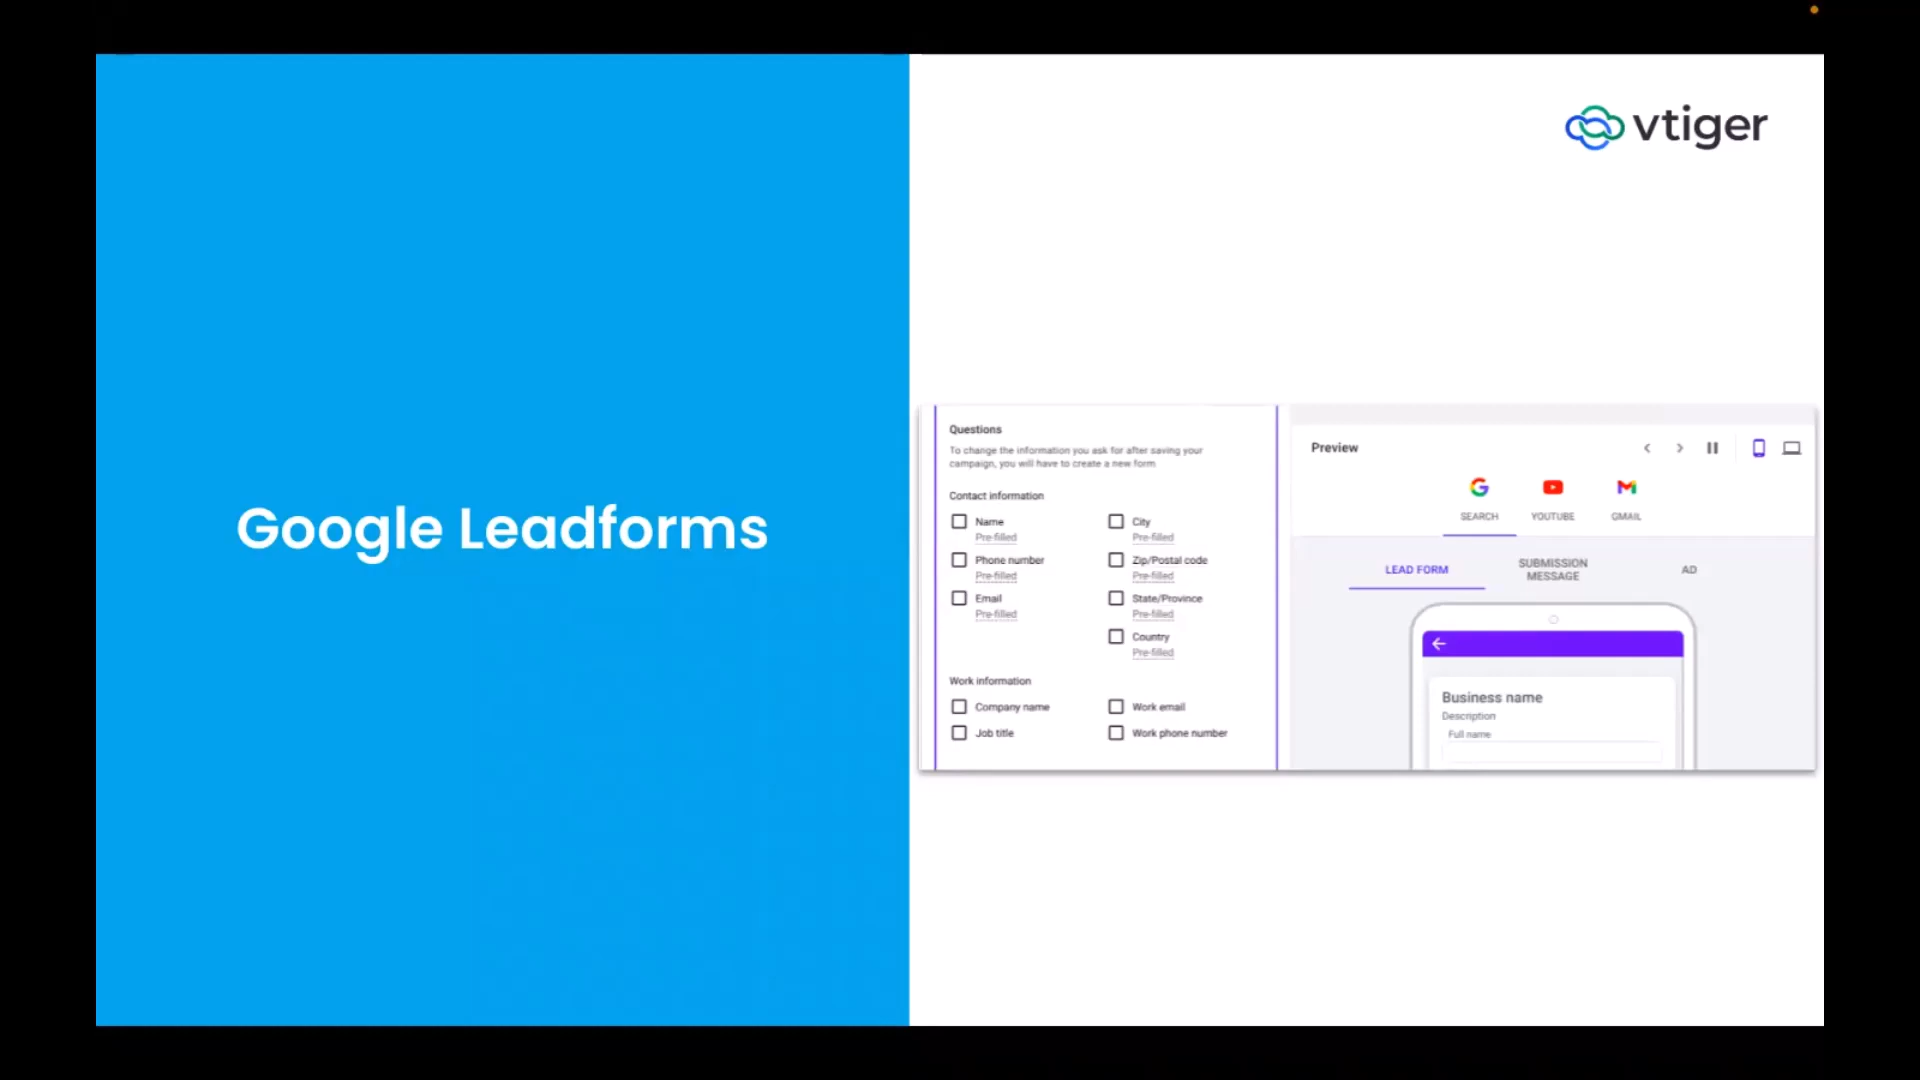 vtiger
Google Leadforms
Questions
To change the information you ask for after saving your
campaign, you will have to create a new form
Contact information
Name
Pre-filled
Phone number
Pre-filled
Email
Pre-filled
City
Pre-filled
Zip/Postal code
Pre-filled
State/Province
Pre-filled
Country
Pre-filled
Work information
Company name
Job title
Work email
Work phone number
Preview
SEARCH
YOUTUBE
GMAIL
LEAD FORM
SUBMISSION
MESSAGE
AD
Business name
Description
Full name